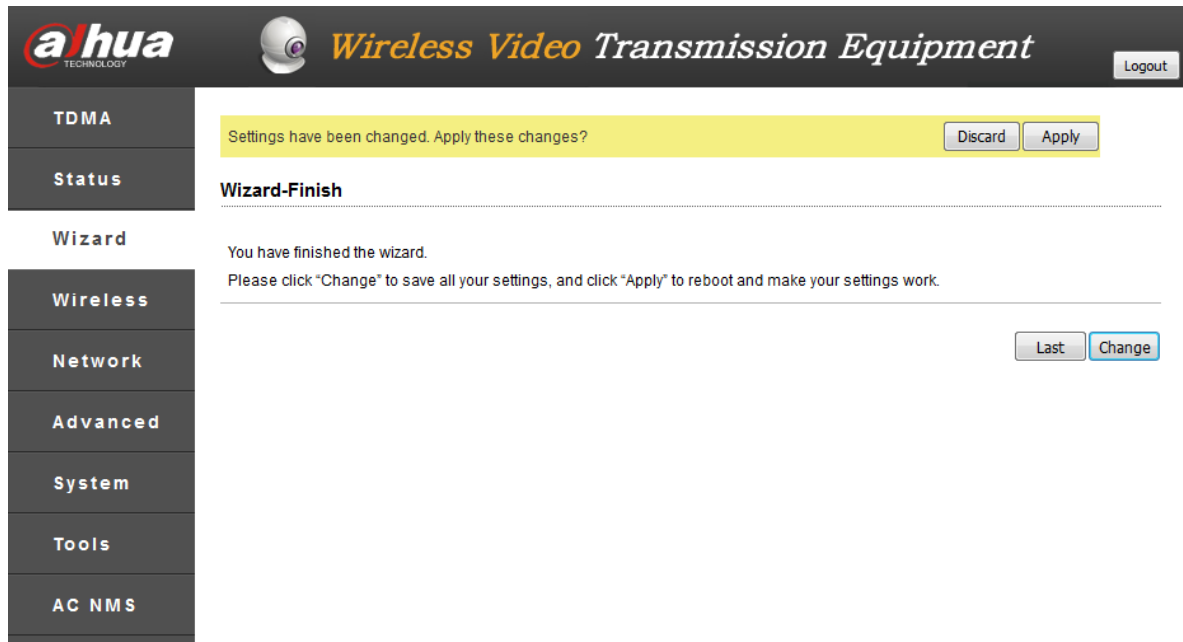 alhua
TECHNOLOGY
Wireless Video Transmission Equipment
Logout
TDMA
Status
Wizard
Wireless
Network
Advanced
System
Tools
AC NMS
Settings have been changed. Apply these changes?
Discard
Apply
Wizard-Finish
You have finished the wizard.
Please click “Change” to save all your settings, and click “Apply” to reboot and make your settings work.
Last
Change